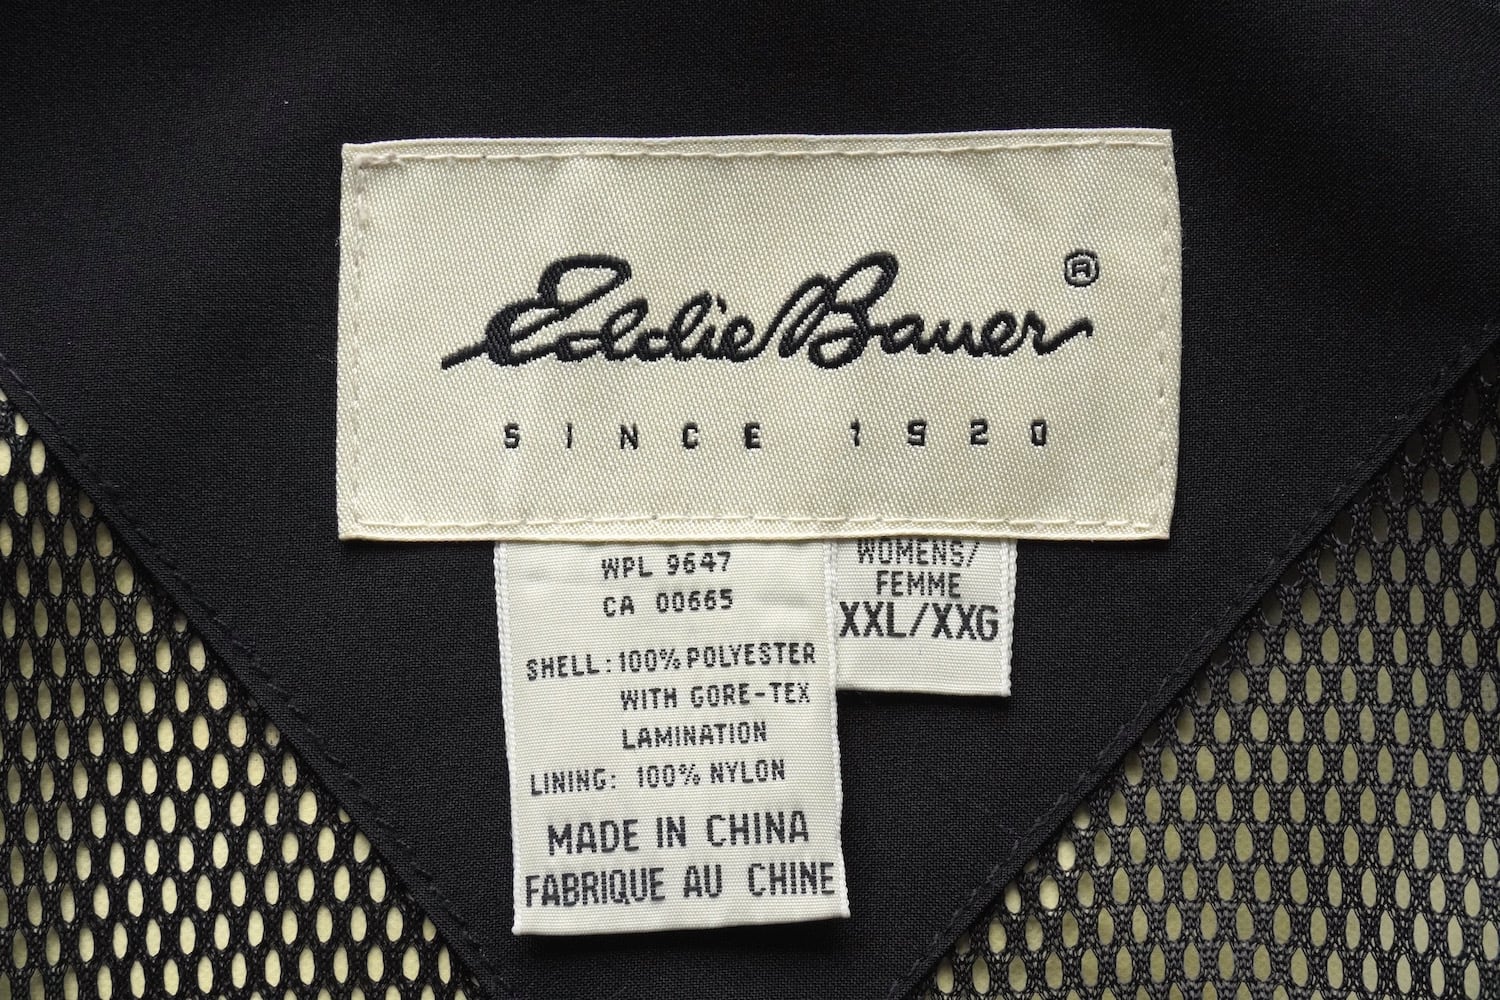 Eddie Bauer®
SINCE 1920
WPL 9647
CA 00665
SHELL: 100% POLYESTER
WITH GORE-TEX
LAMINATION
LINING: 100% NYLON
MADE IN CHINA
FABRIQUE AU CHINE
WOMENS/
FEMME
XXL/XXG